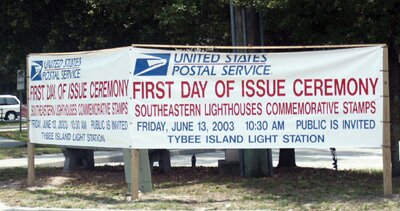 UNITED STATES
POSTAL SERVICE
FIRST DAY OF ISSUE CEREMONY
SOUTHEASTERN LIGHTHOUSES COMMEMORATIVE STAMPS
FRIDAY, JUNE 13, 2003 10:30 AM PUBLIC IS INVITED
TYBEE ISLAND LIGHT STATION
UNITED STATES
POSTAL SERVICE.
FIRST DAY OF ISSUE CEREMONY
SOUTHEASTERN LIGHTHOUSES COMMEMORATIVE STAMPS
FRIDAY, JUNE 13, 2003 10:30 AM PUBLIC IS INVITED
TYBEE ISLAND LIGHT STATION